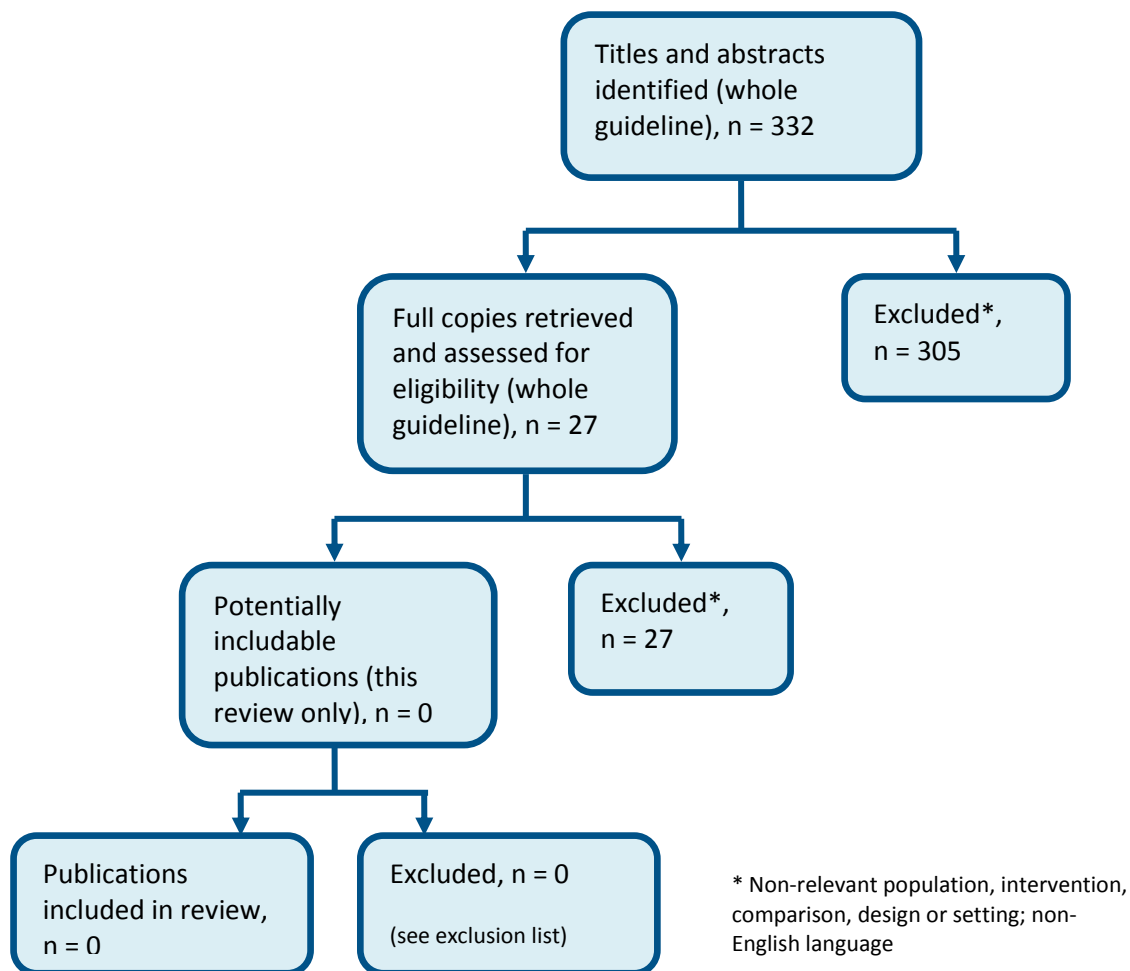 Titles and abstracts
identified (whole
guideline), n = 332
Full copies retrieved
and assessed for
eligibility (whole
guideline), n = 27
Excluded*,
n = 305
Potentially
includable
publications (this
review only), n = 0
Excluded*,
n = 27
Publications
included in review,
n = 0
Excluded, n = 0
(see exclusion list)
* Non-relevant population, intervention,
comparison, design or setting; non-
English language